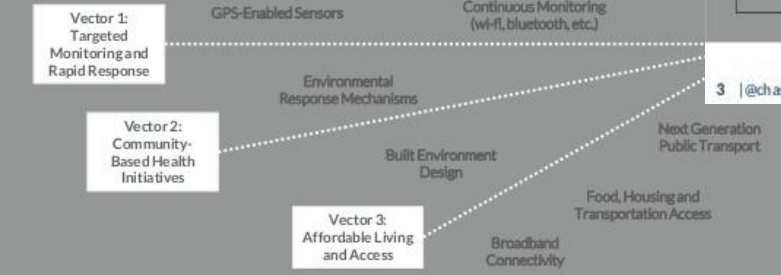 Vector 1:
Targeted
Monitoring and
Rapid Response
GPS-Enabled Sensors
Continuous Monitoring
(wi-fi, bluetooth, etc.)
Environmental
Response Mechanisms
3 |@chas
Vector 2:
Community-
Based Health
Initiatives
Built Environment
Design
Next Generation
Public Transport
Food, Housing and
Transportation Access
Vector 3:
Affordable Living
and Access
Broadband
Connectivity